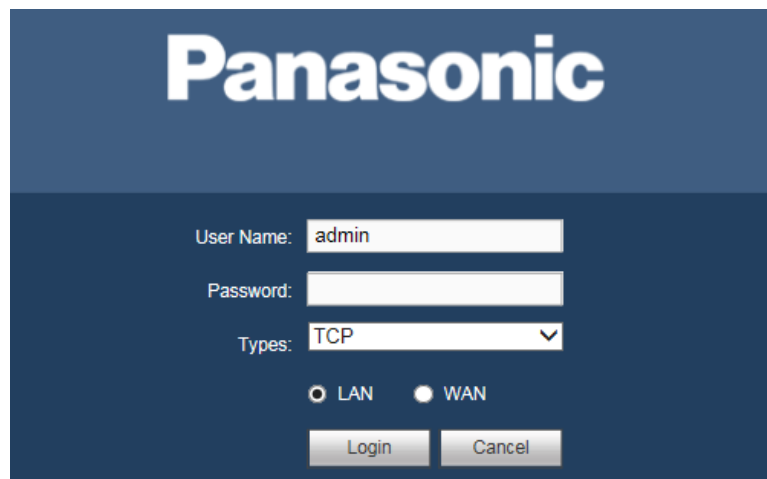 Panasonic
User Name: admin
Password:
Types: TCP
LAN WAN
Login Cancel